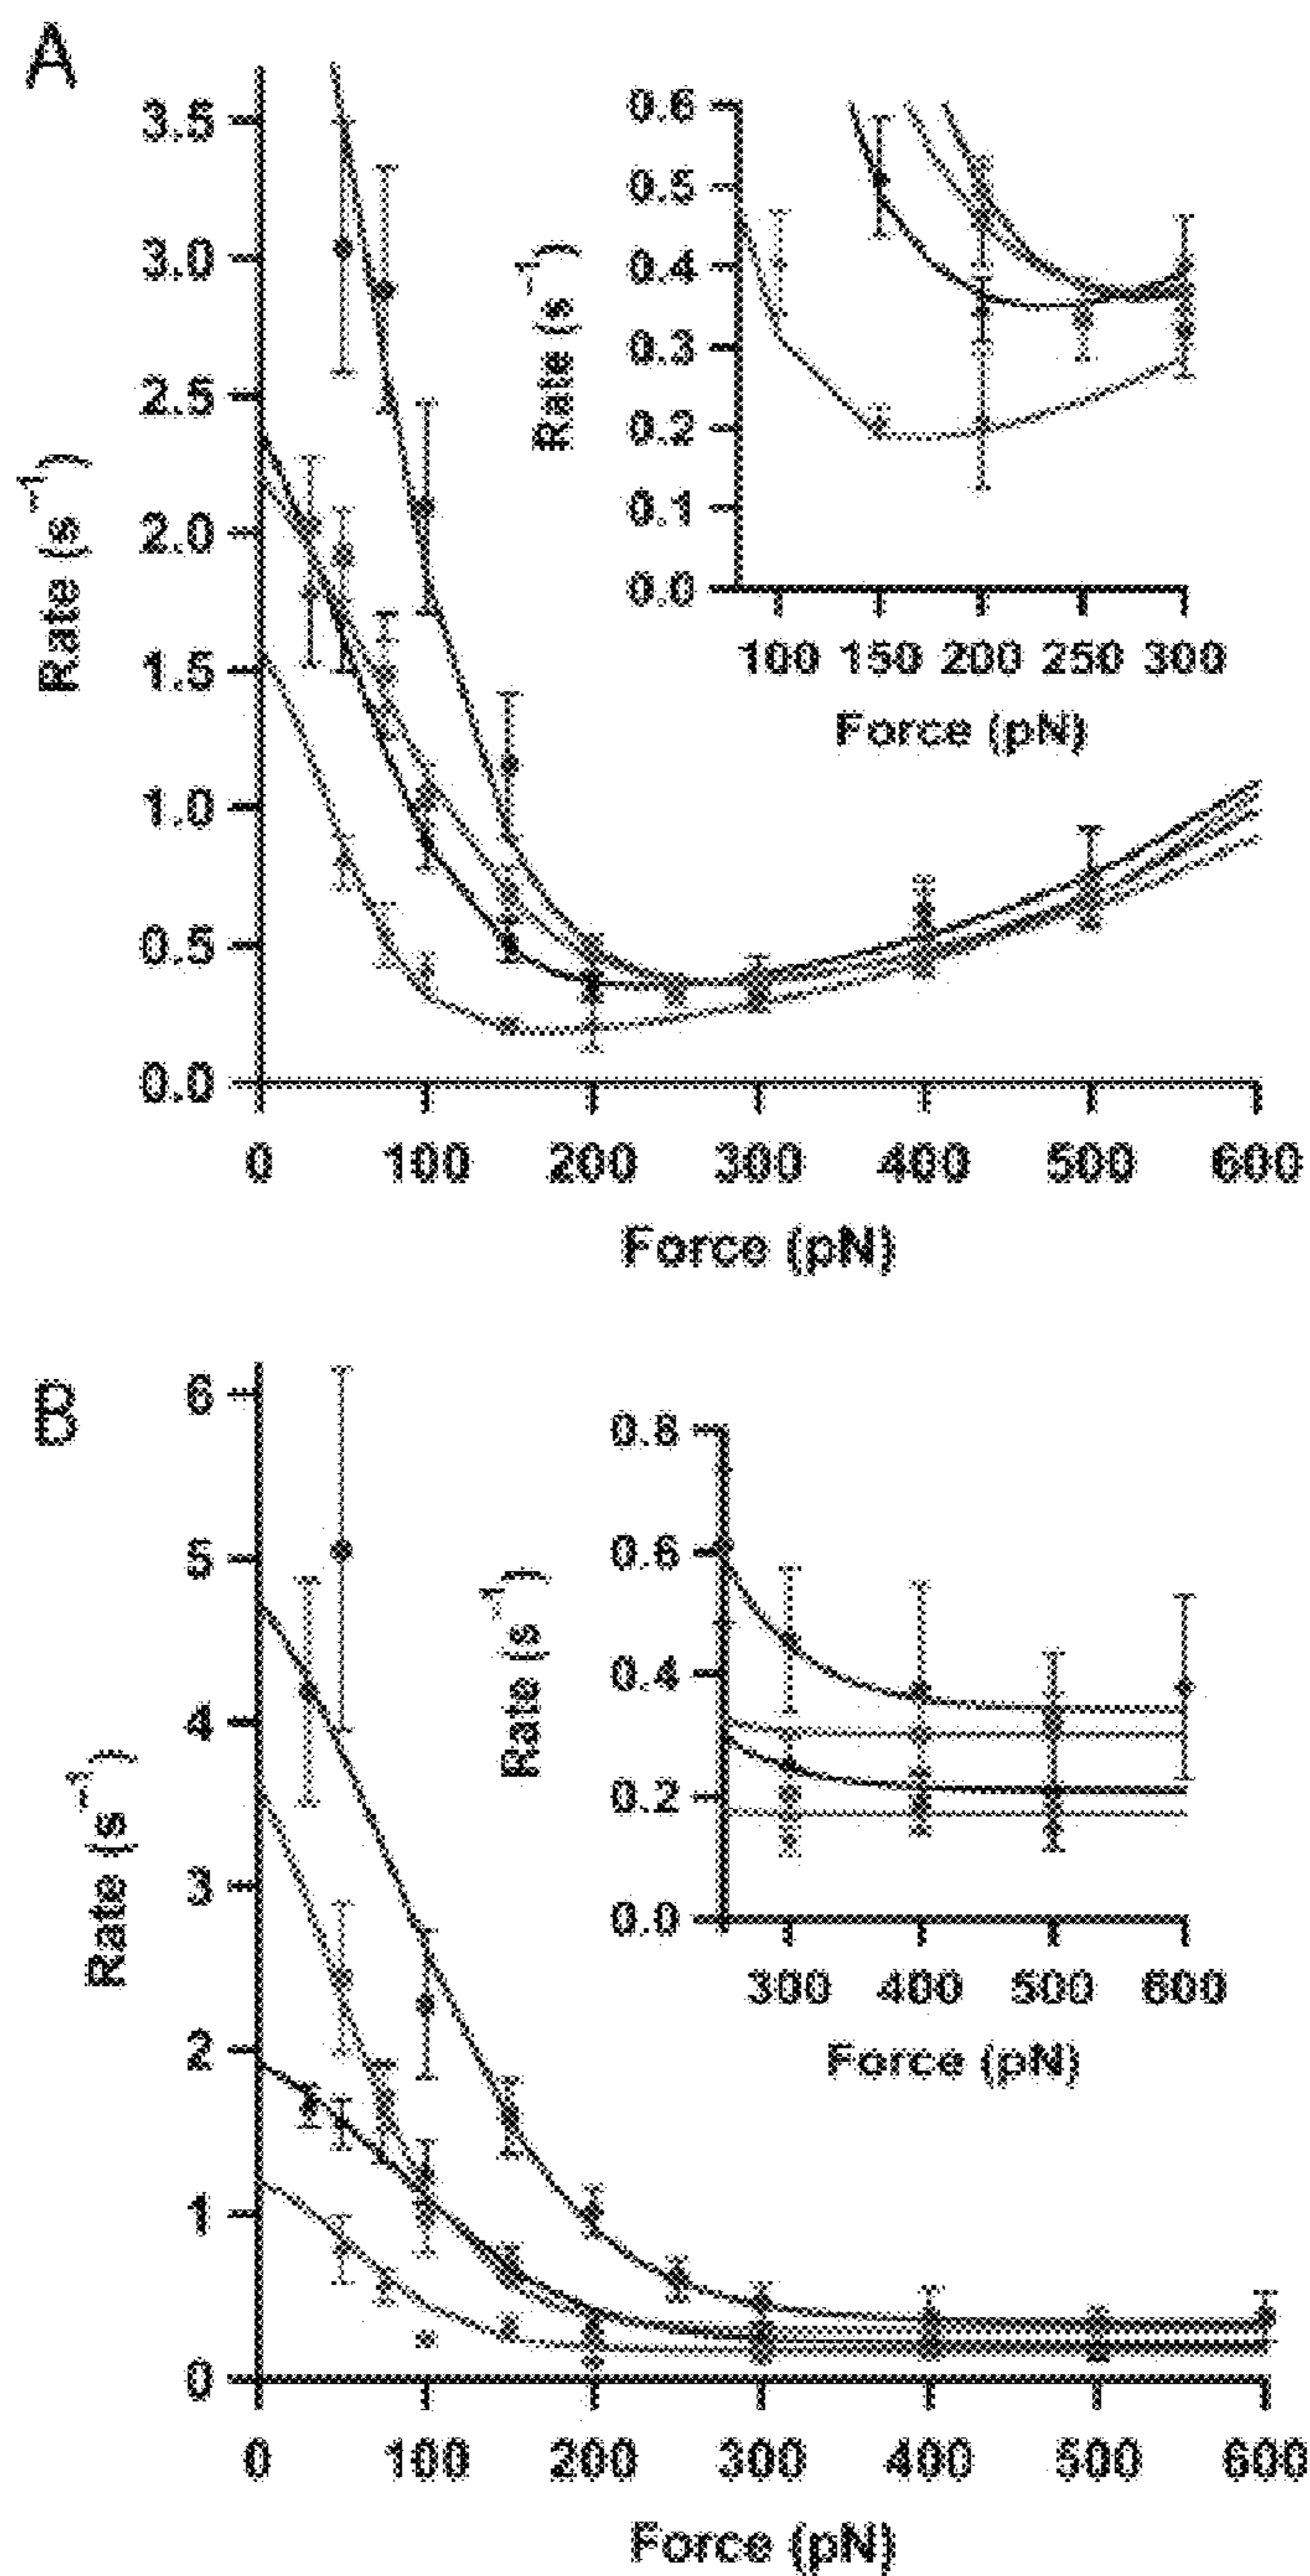 A
3.5
3.0
2.5
2.0
1.5
1.0
0.5
0.0
Rate (s⁻¹)
0 100 200 300 400 500 600
Force (pN)
0.6
0.5
0.4
0.3
0.2
0.1
0.0
Rate (s⁻¹)
100 150 200 250 300
Force (pN)
B
6
5
4
3
2
1
0
Rate (s⁻¹)
0 100 200 300 400 500 600
Force (pN)
0.8
0.6
0.4
0.2
0.0
Rate (s⁻¹)
300 400 500 600
Force (pN)